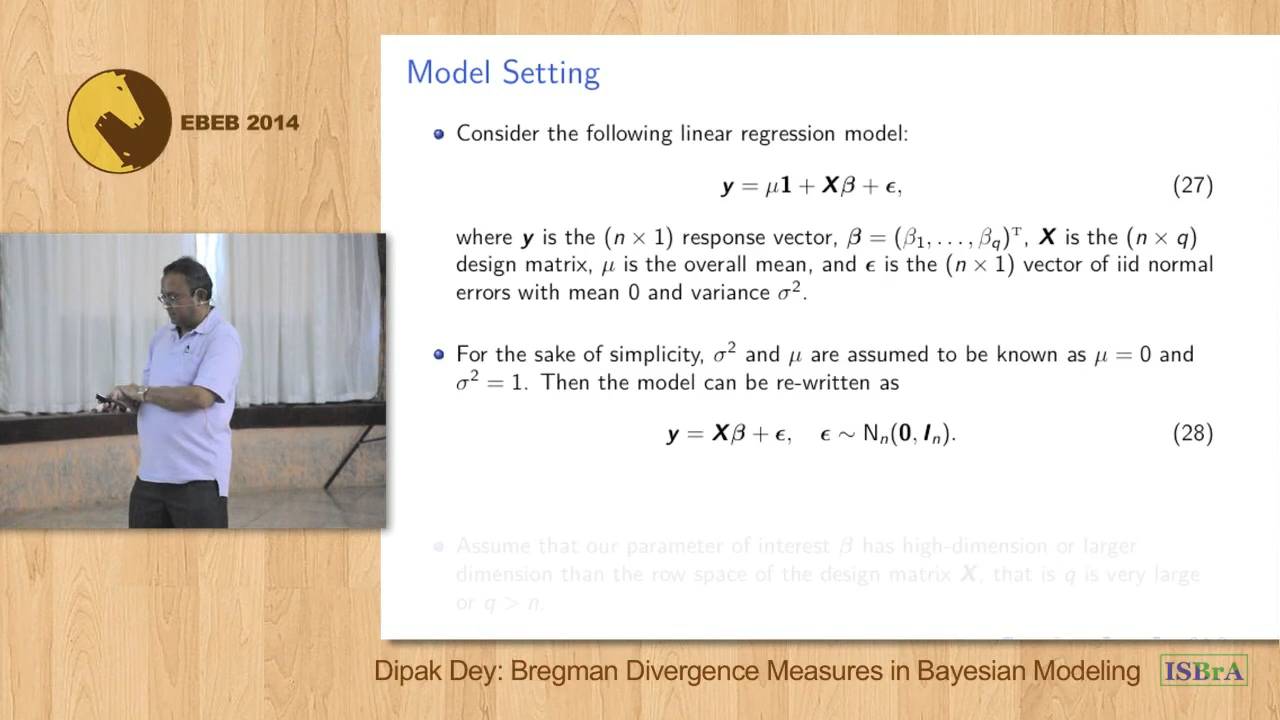 EBEB 2014
Model Setting
Consider the following linear regression model:
y = μ1 + Xβ + ϵ, (27)
where y is the (n × 1) response vector, β = (β₁, . . . , β_q)ᵀ, X is the (n × q)
design matrix, μ is the overall mean, and ϵ is the (n × 1) vector of iid normal
errors with mean 0 and variance σ².
For the sake of simplicity, σ² and μ are assumed to be known as μ = 0 and
σ² = 1. Then the model can be re-written as
y = Xβ + ϵ, ϵ ∼ Nₙ(0, Iₙ). (28)
Assume that our parameter of interest β has high-dimension or larger
dimension than the row space of the design matrix X, that is q is very large
or q > n.
Dipak Dey: Bregman Divergence Measures in Bayesian Modeling
ISBrA